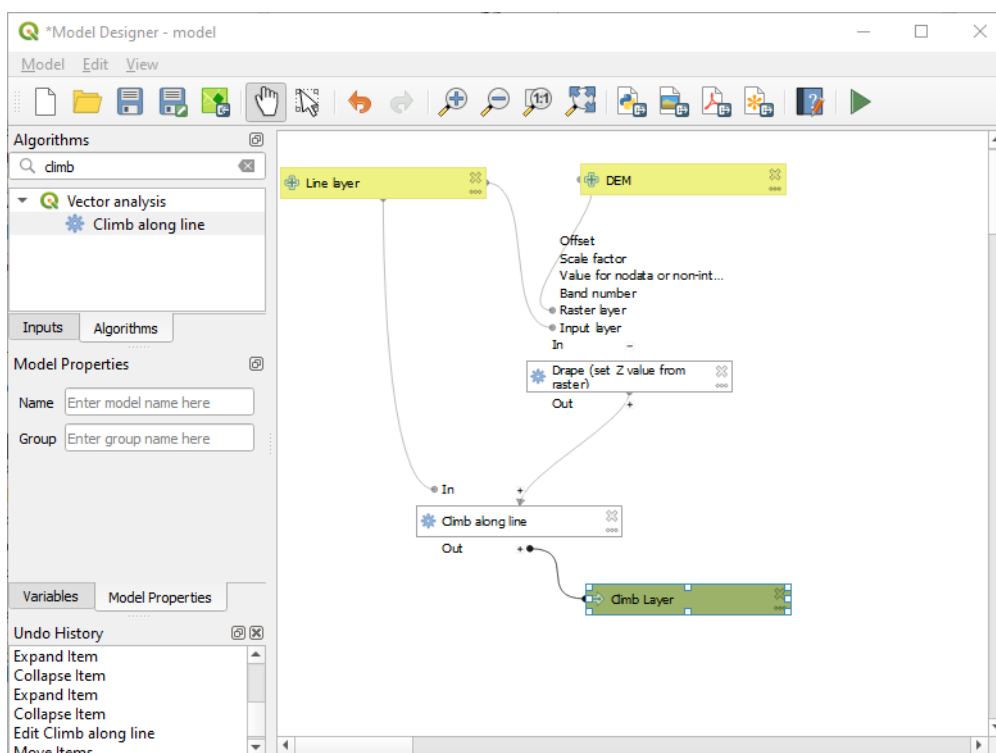 *Model Designer - model
Model Edit View
Algorithms
climb
Vector analysis
Climb along line
Inputs Algorithms
Model Properties
Name Enter model name here
Group Enter group name here
Variables Model Properties
Undo History
Expand Item
Collapse Item
Expand Item
Collapse Item
Edit Climb along line
Move Items
1:1
Line layer
DEM
Offset
Scale factor
Value for nodata or non-int...
Band number
Raster layer
Input layer
In -
Drape (set Z value from
raster)
Out +
In +
Climb along line
Out +
Climb Layer